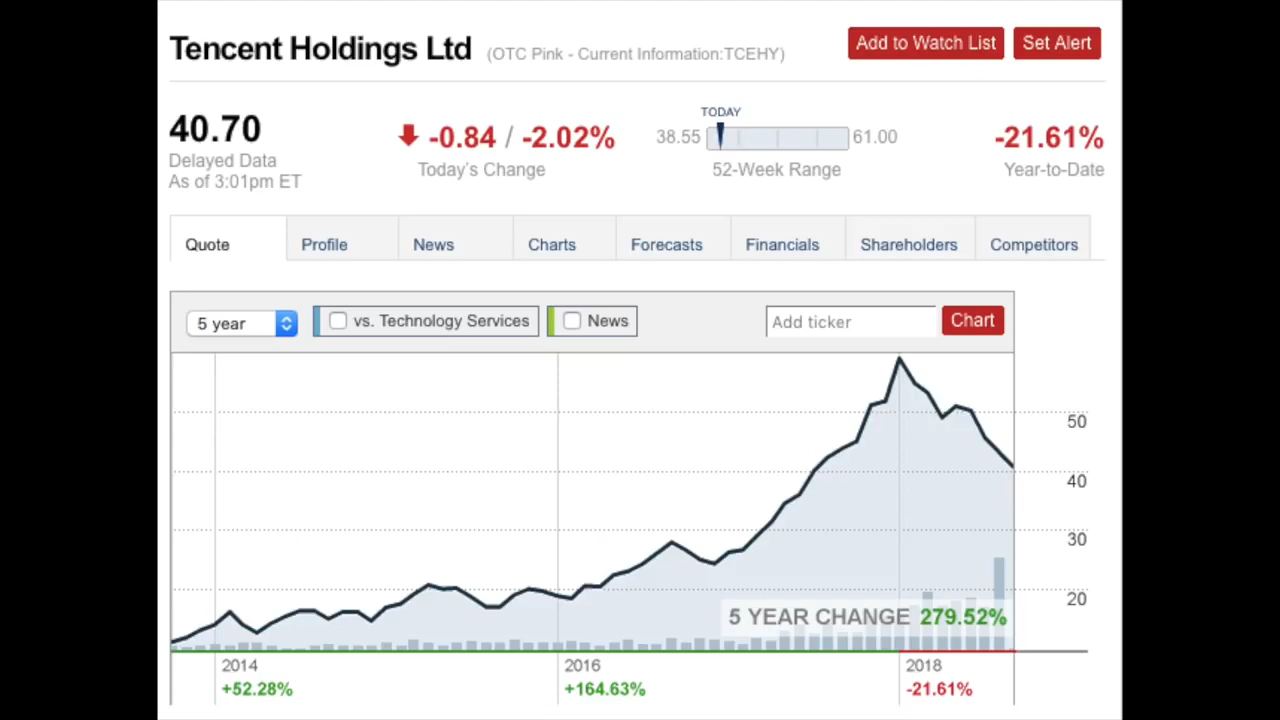 Tencent Holdings Ltd (OTC Pink - Current Information:TCEHY) Add to Watch List Set Alert
TODAY
40.70 -0.84 / -2.02% 38.55 61.00 -21.61%
Delayed Data Today's Change 52-Week Range Year-to-Date
As of 3:01pm ET
Quote Profile News Charts Forecasts Financials Shareholders Competitors
5 year vs. Technology Services News Add ticker Chart
50
40
30
20
5 YEAR CHANGE 279.52%
2014 2016 2018
+52.28% +164.63% -21.61%